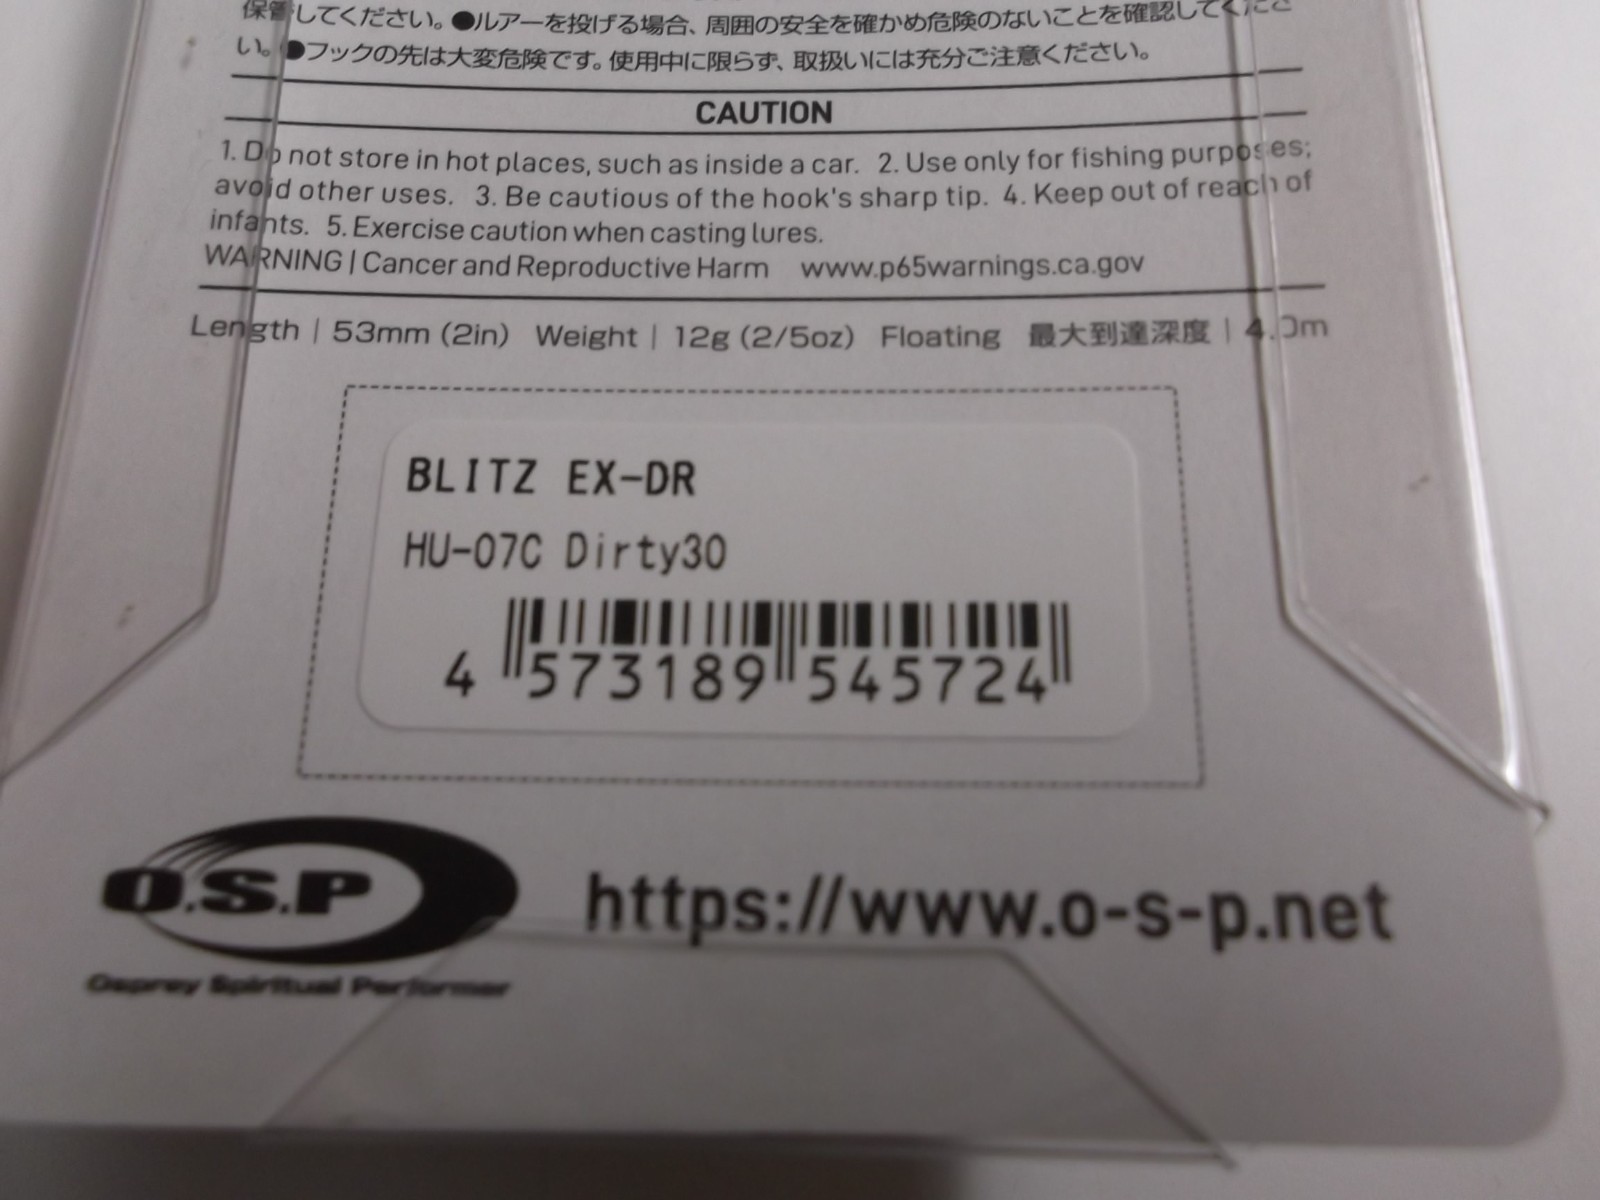 保管してください。●ルアーを投げる場合、周囲の安全を確かめ危険のないことを確認してくださ
い。●フックの先は大変危険です。使用中に限らず、取扱いには充分ご注意ください。
CAUTION
1. Do not store in hot places, such as inside a car. 2. Use only for fishing purposes;
avoid other uses. 3. Be cautious of the hook's sharp tip. 4. Keep out of reach of
infants. 5. Exercise caution when casting lures.
WARNING | Cancer and Reproductive Harm www.p65warnings.ca.gov
Length | 53mm (2in) Weight | 12g (2/5oz) Floating 最大到達深度 | 4.0m
BLITZ EX-DR
HU-07C Dirty30
4 573189 545724
O.S.P https://www.o-s-p.net
Osprey Spiritual Performer